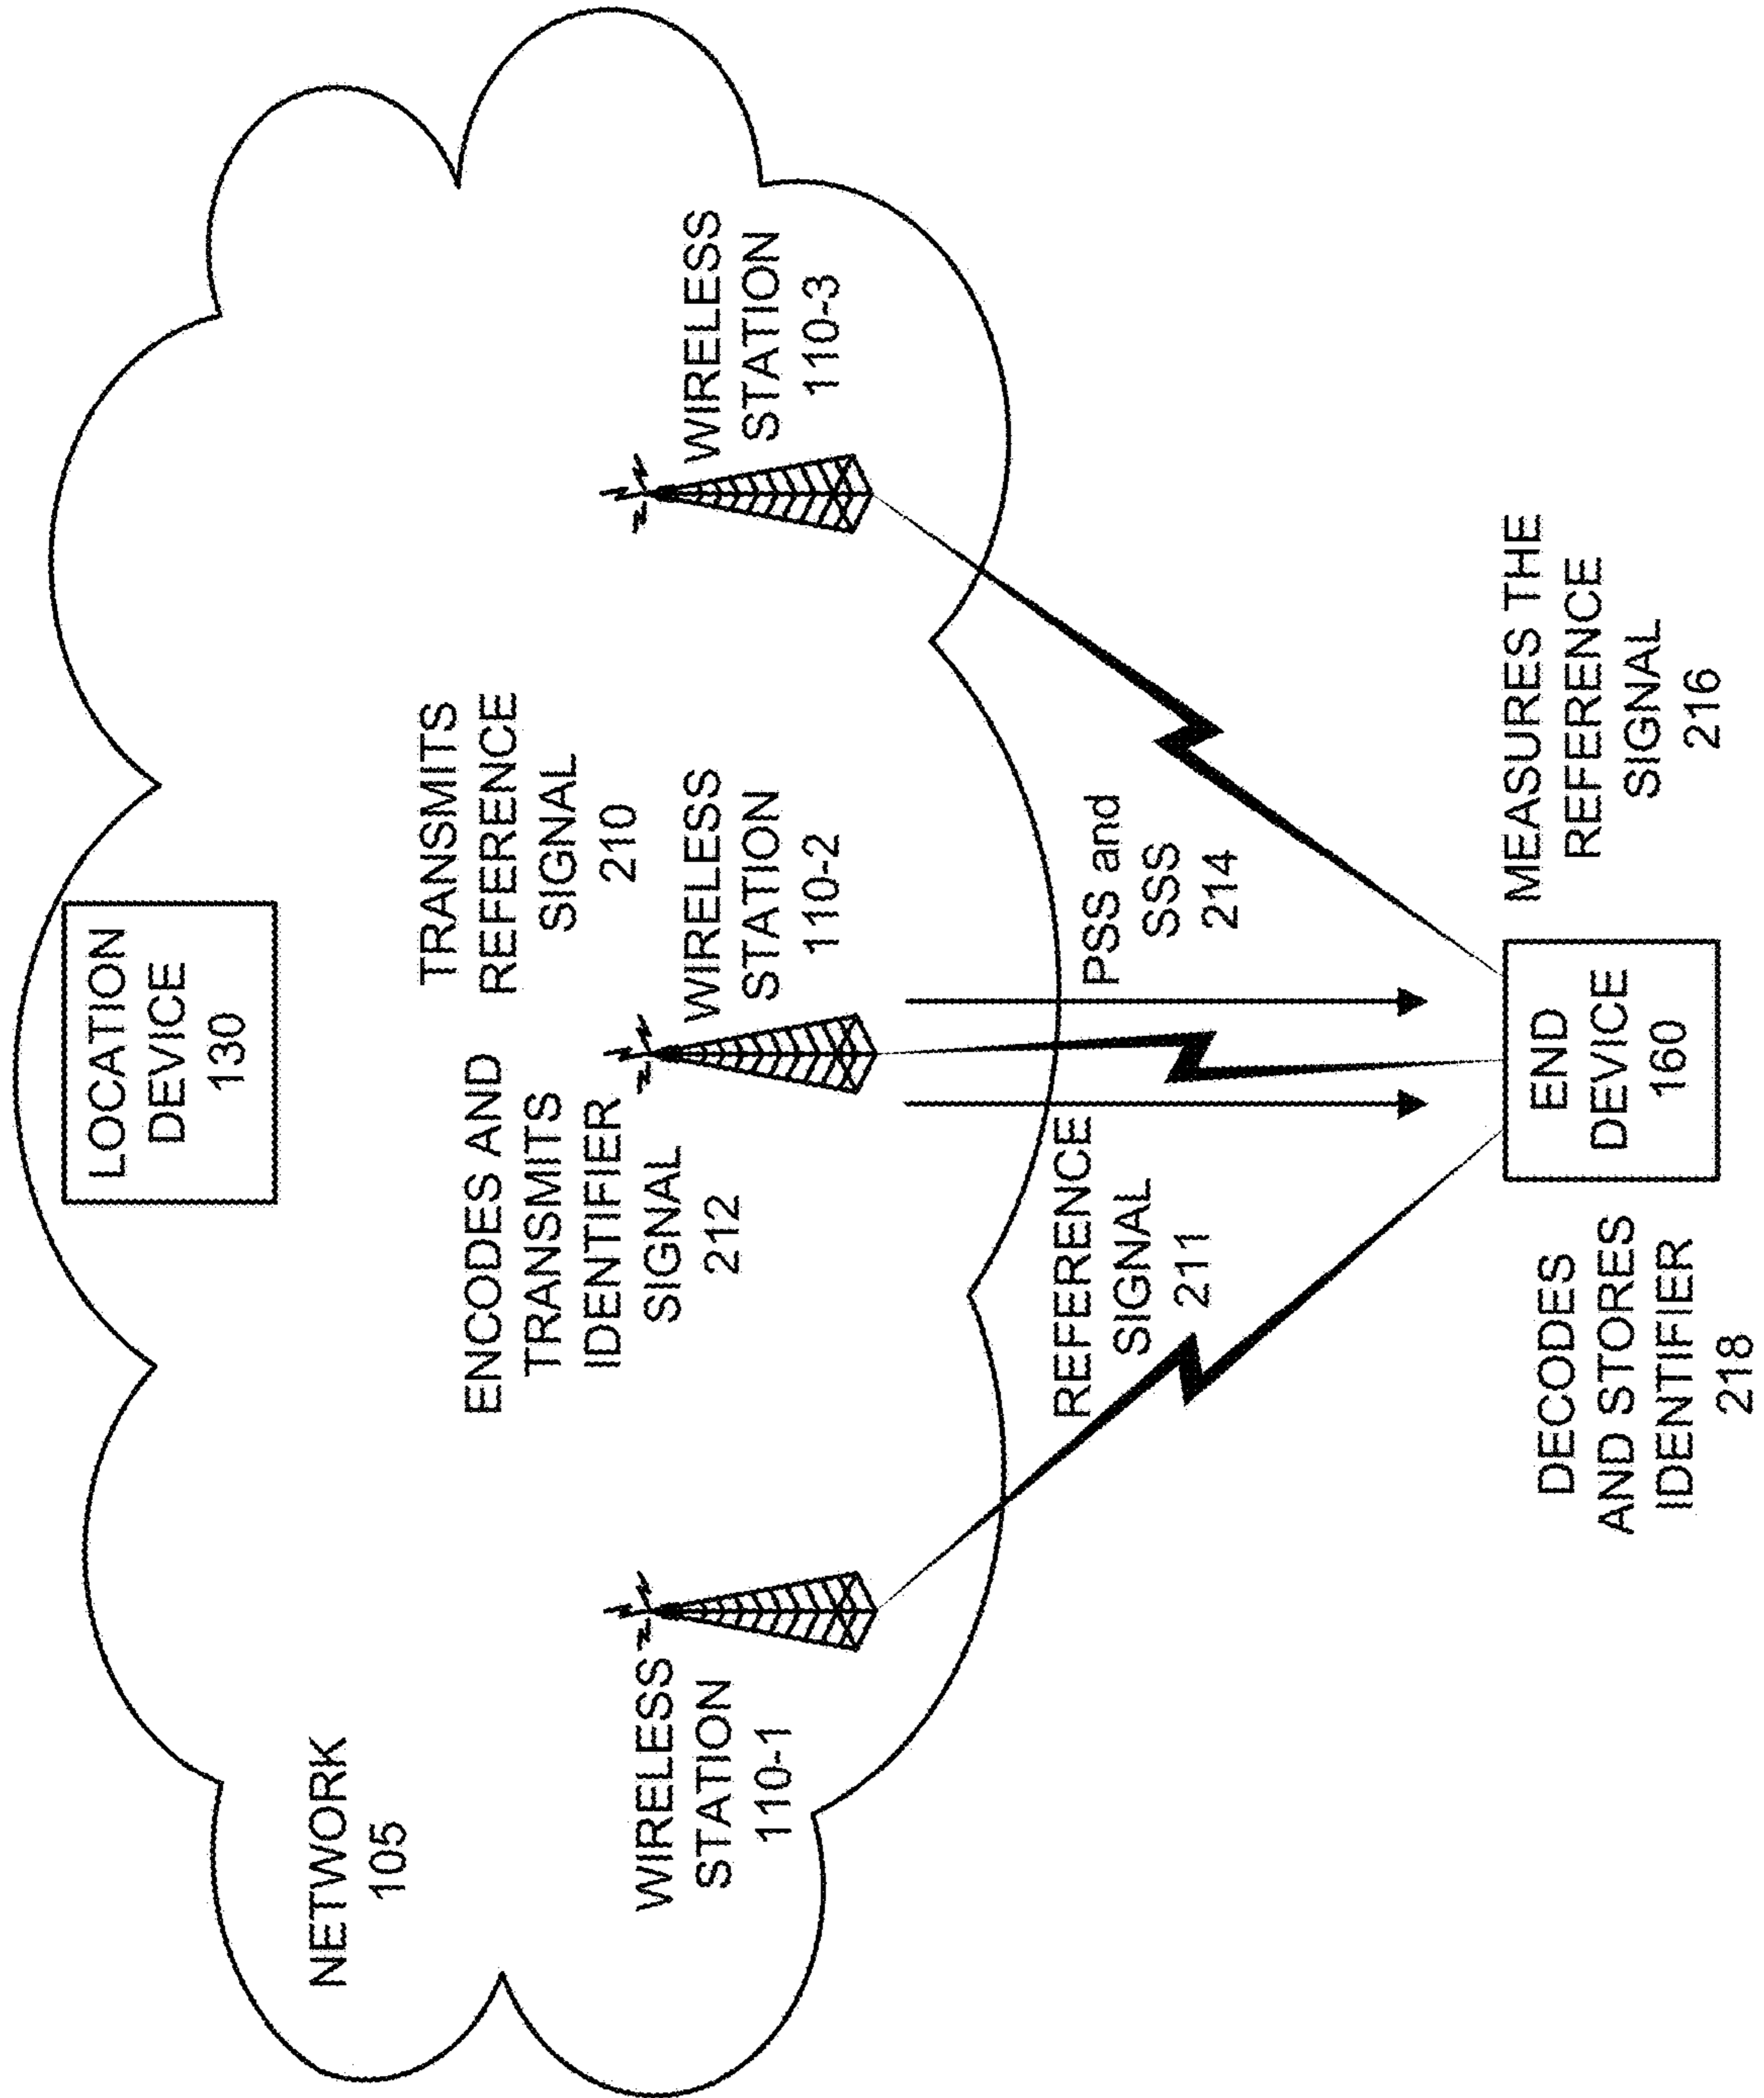 LOCATION
DEVICE
130
NETWORK
105
TRANSMITS
REFERENCE
SIGNAL
210
ENCODES AND
TRANSMITS
IDENTIFIER
SIGNAL
212
WIRELESS
STATION
110-1
WIRELESS
STATION
110-2
WIRELESS
STATION
110-3
REFERENCE
SIGNAL
211
PSS and
SSS
214
END
DEVICE
160
MEASURES THE
REFERENCE
SIGNAL
216
DECODES
AND STORES
IDENTIFIER
218